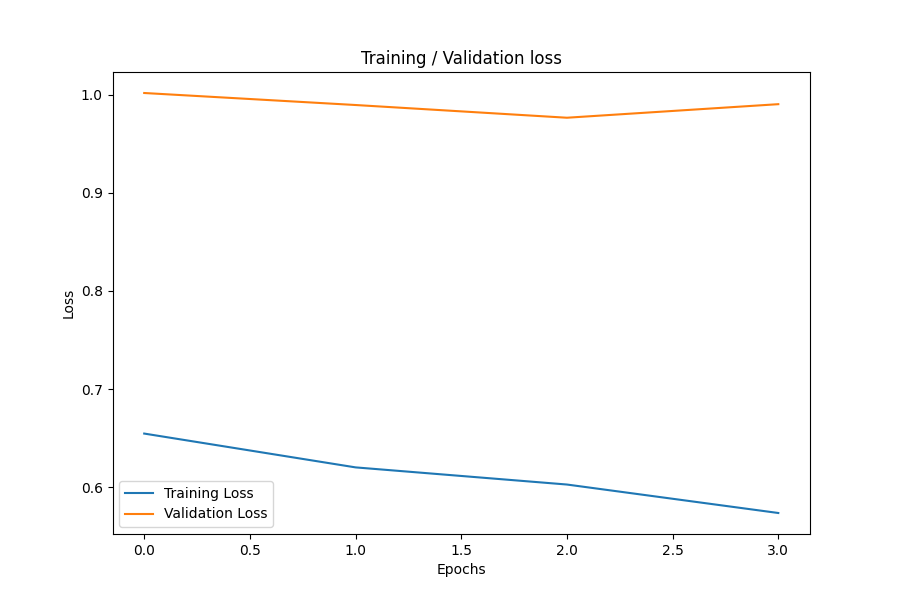 Training / Validation loss
1.0
0.9
0.8
0.7
0.6
Loss
Training Loss
Validation Loss
0.0 0.5 1.0 1.5 2.0 2.5 3.0
Epochs